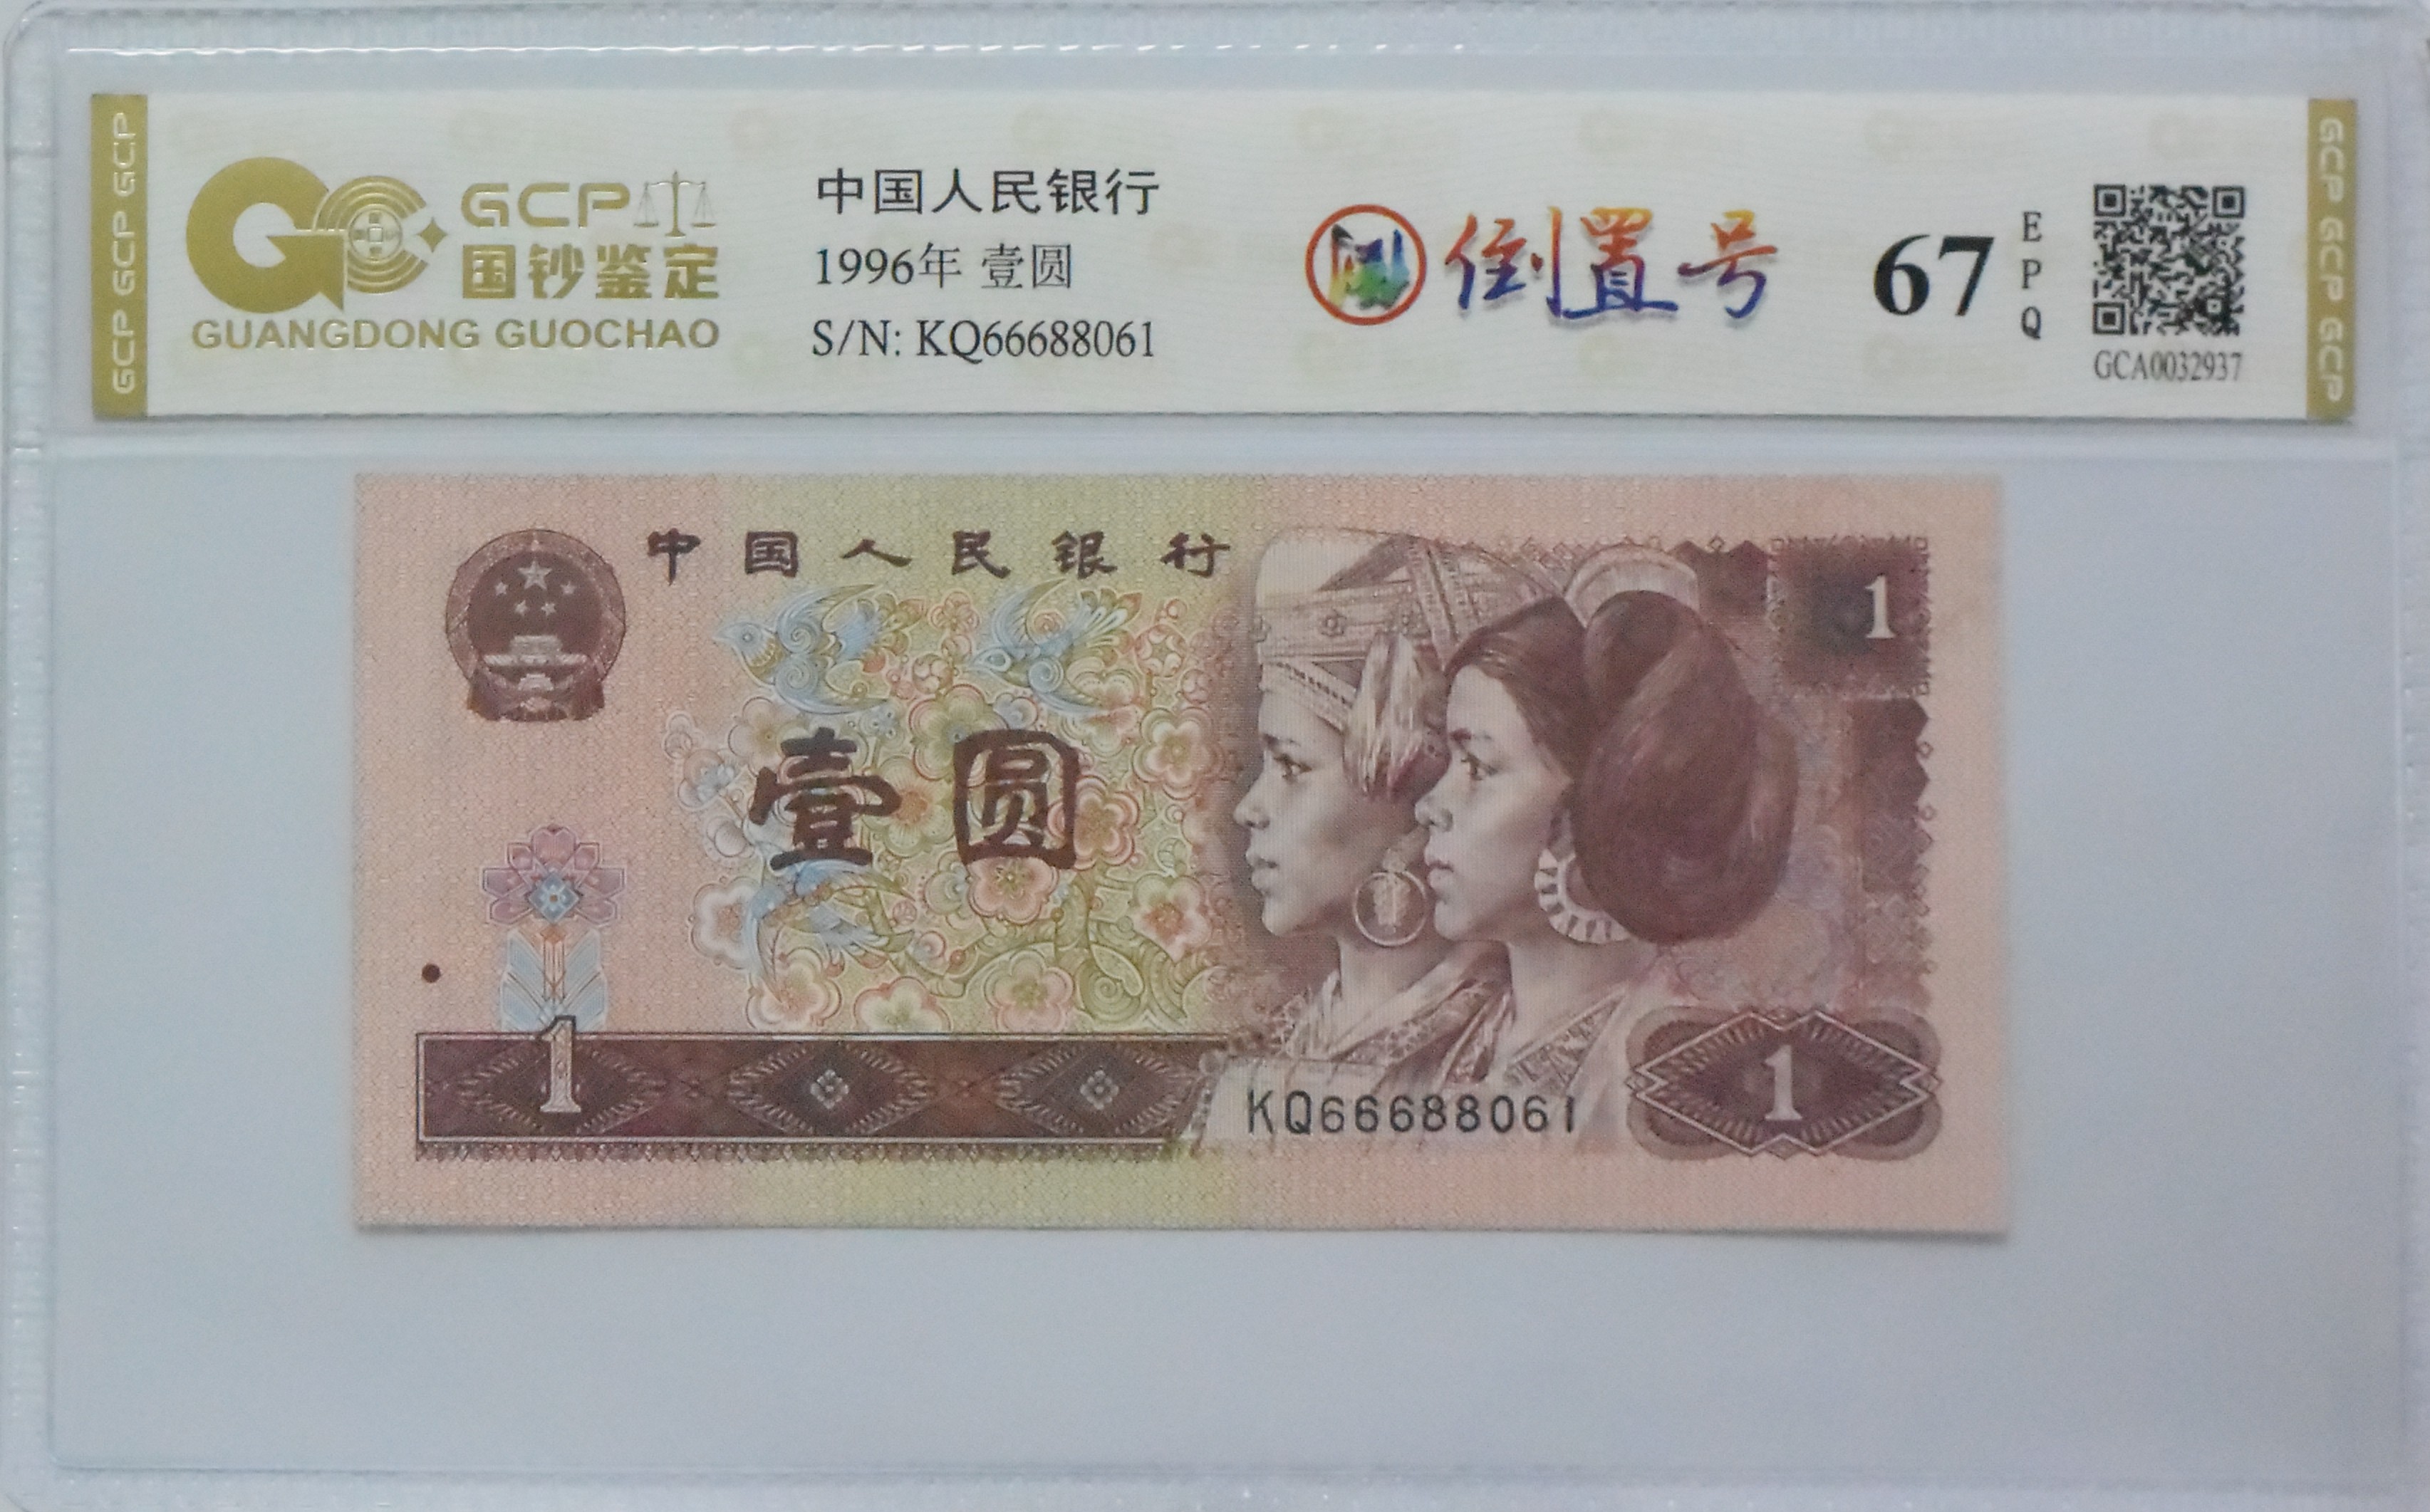 GCP GCP GCP
GCP
国钞鉴定
GUANGDONG GUOCHAO
中国人民银行
1996年 壹圆
S/N: KQ66688061
倒置号
67
EPQ
GCA0032937
GCP GCP GCP
中国人民银行
1
壹圆
1
KQ66688061
1